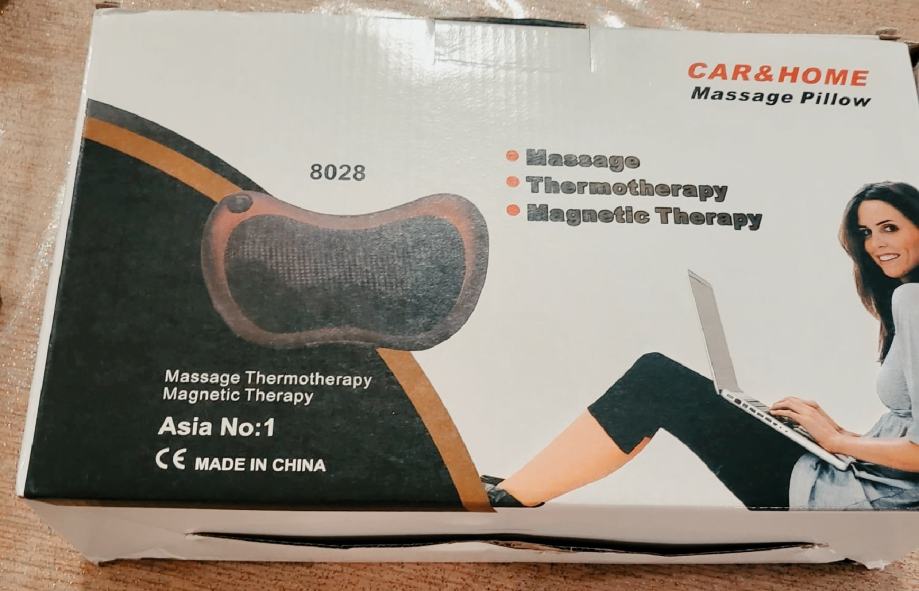 CAR&HOME
Massage Pillow
8028
Massage
Thermotherapy
Magnetic Therapy
Massage Thermotherapy
Magnetic Therapy
Asia No:1
CE MADE IN CHINA